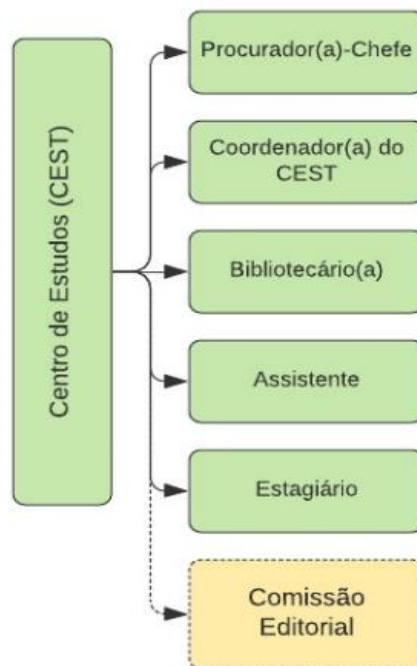 Centro de Estudos (CEST)
Procurador(a)-Chefe
Coordenador(a) do
CEST
Bibliotecário(a)
Assistente
Estagiário
Comissão
Editorial